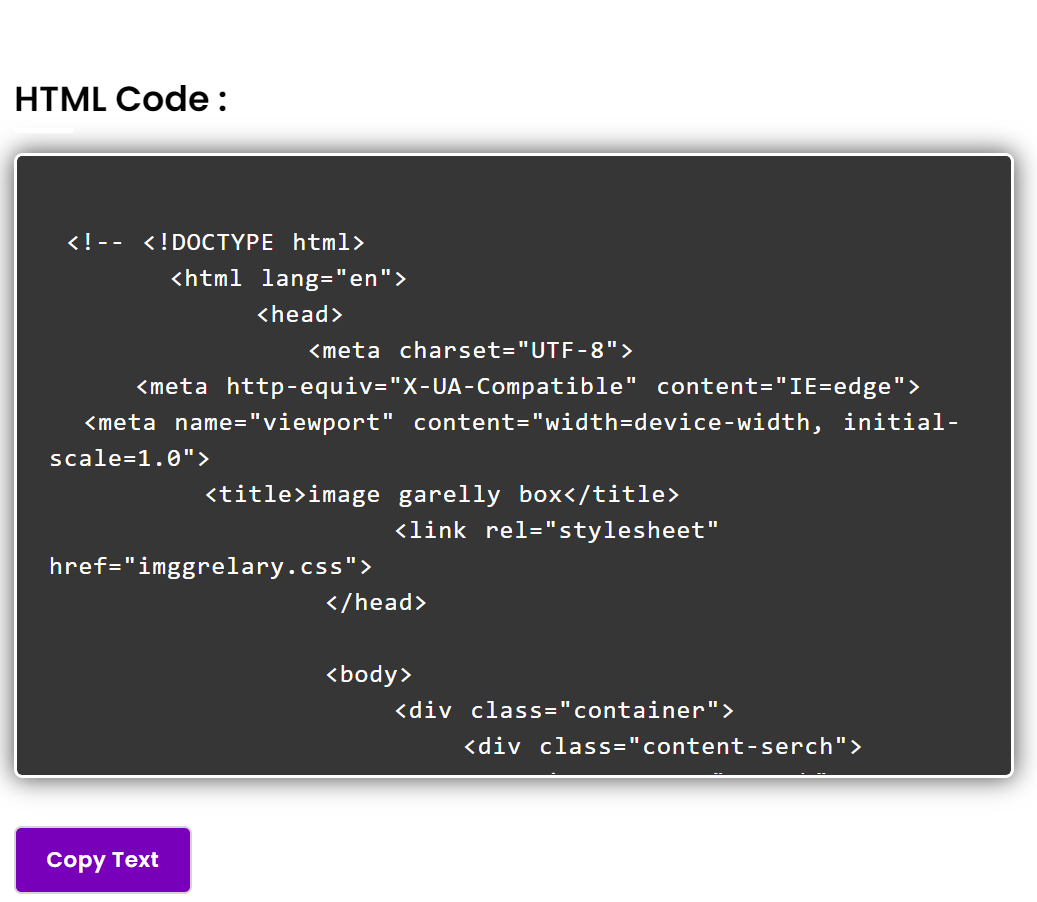 HTML Code :
<!-- <!DOCTYPE html>
<html lang="en">
<head>
<meta charset="UTF-8">
<meta http-equiv="X-UA-Compatible" content="IE=edge">
<meta name="viewport" content="width=device-width, initial-
scale=1.0">
<title>image garelly box</title>
<link rel="stylesheet"
href="imggrelary.css">
</head>
<body>
<div class="container">
<div class="content-serch">
Copy Text